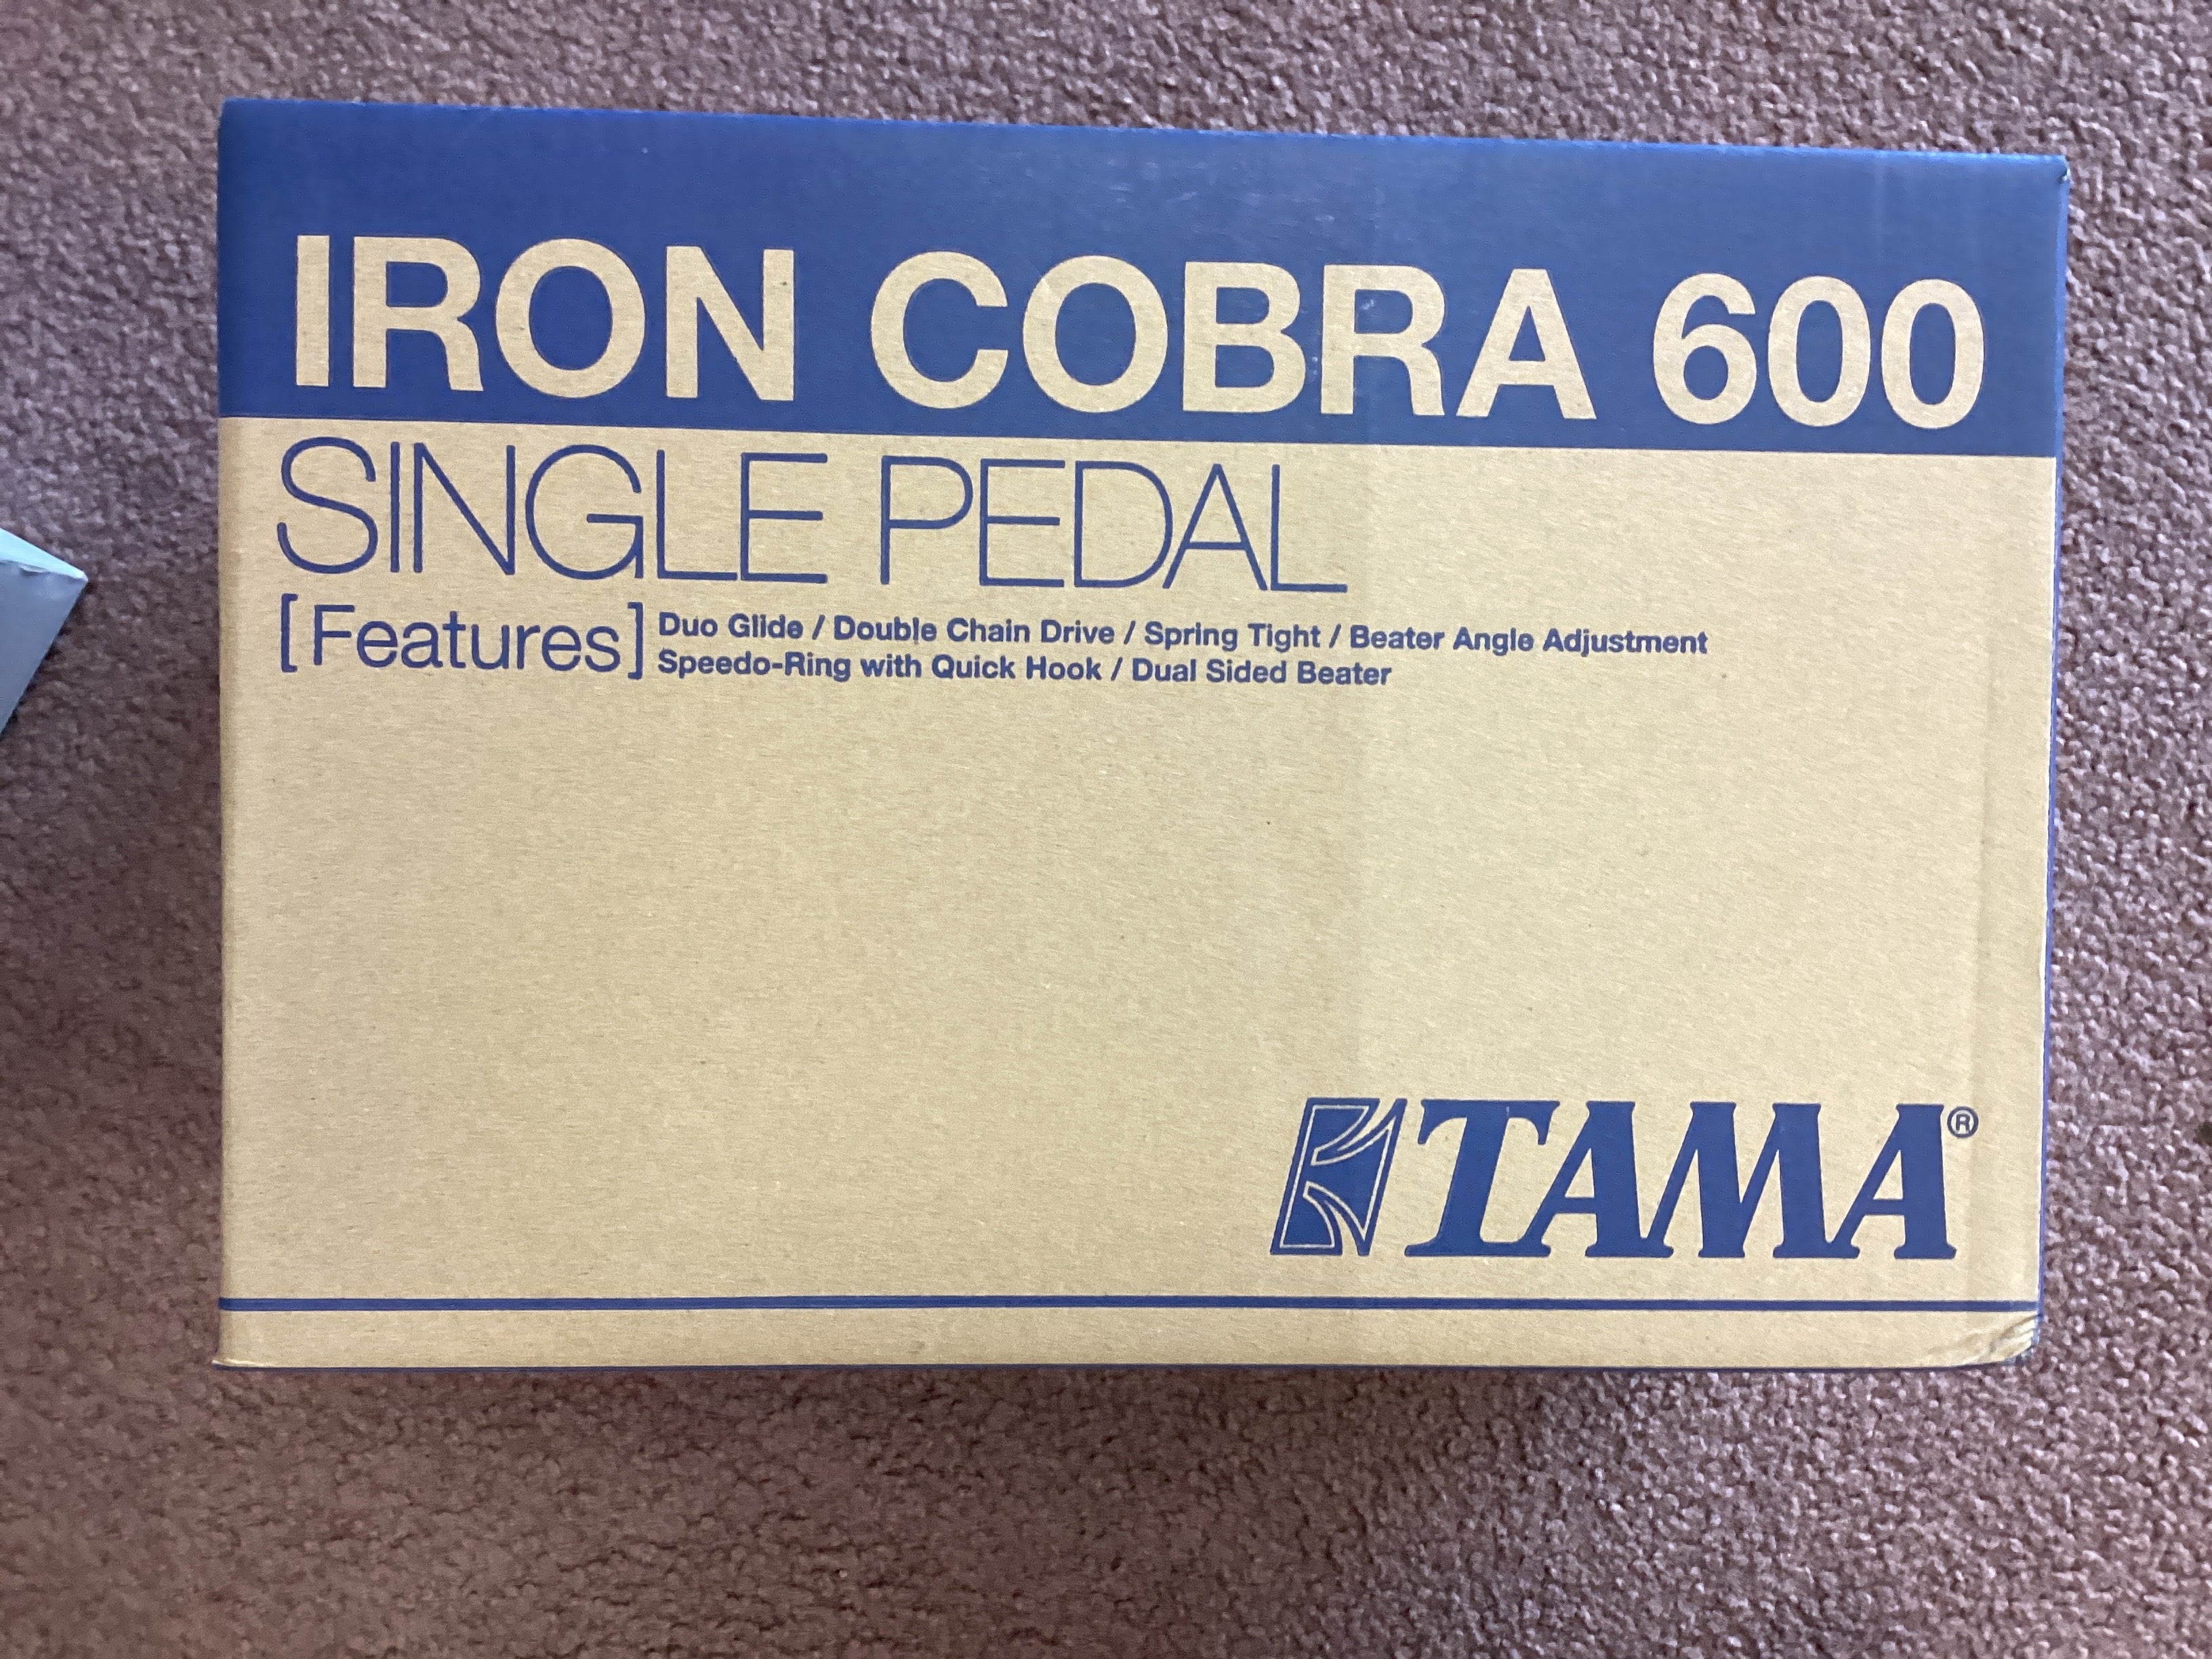 IRON COBRA 600
SINGLE PEDAL
[Features] Duo Glide / Double Chain Drive / Spring Tight / Beater Angle Adjustment
Speedo-Ring with Quick Hook / Dual Sided Beater
TAMA®